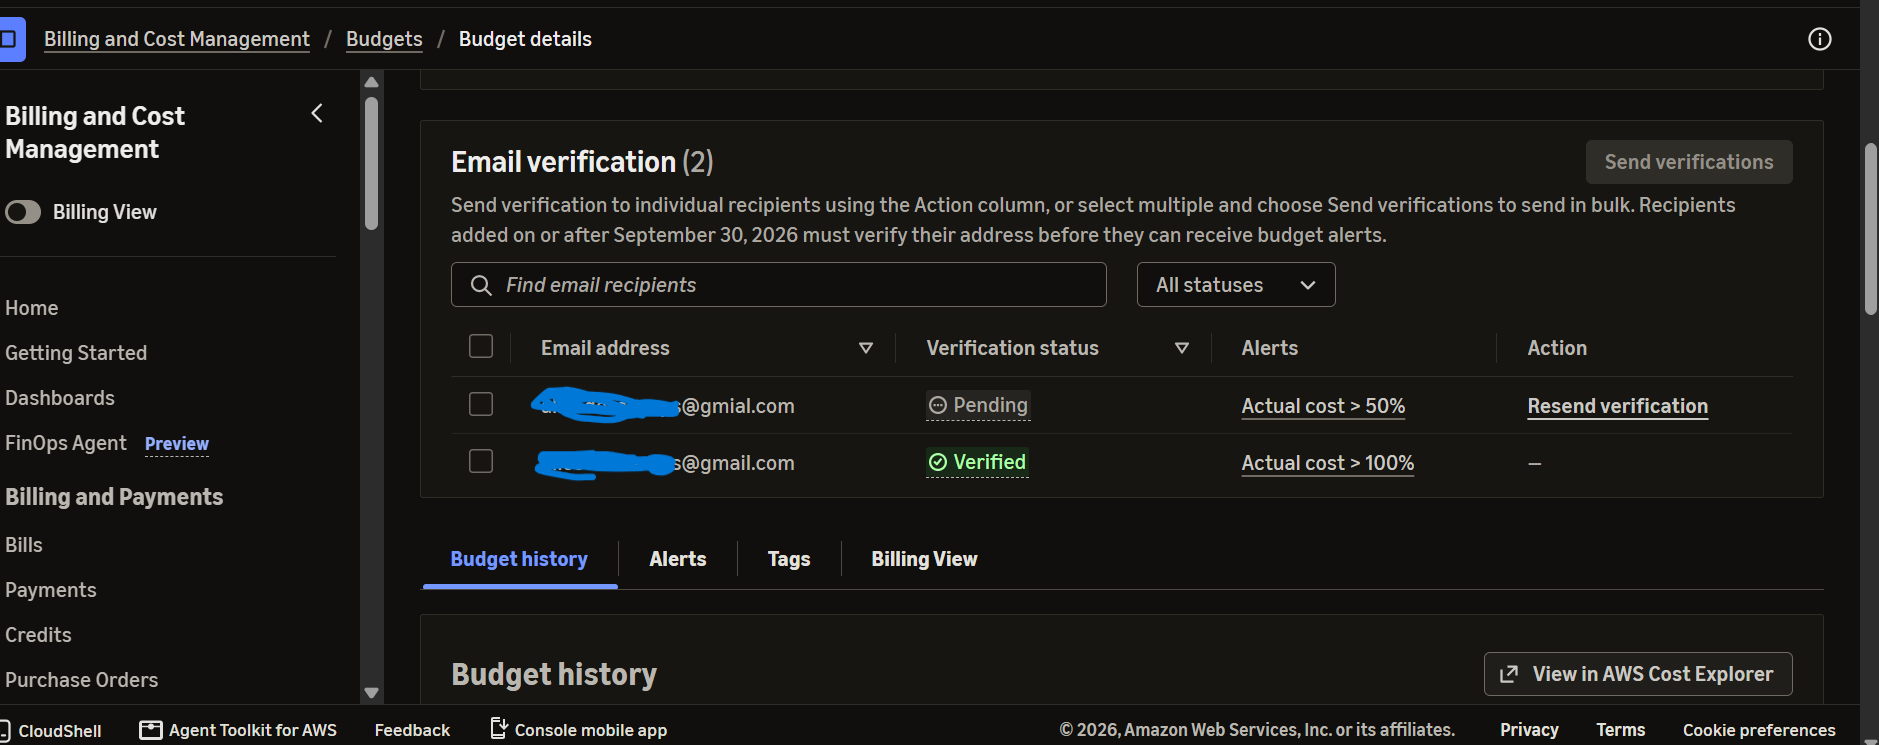 Billing and Cost Management / Budgets / Budget details
Billing and Cost
Management
Billing View
Home
Getting Started
Dashboards
FinOps Agent Preview
Billing and Payments
Bills
Payments
Credits
Purchase Orders
Email verification (2)
Send verifications
Send verification to individual recipients using the Action column, or select multiple and choose Send verifications to send in bulk. Recipients
added on or after September 30, 2026 must verify their address before they can receive budget alerts.
Find email recipients
All statuses
Email address Verification status Alerts Action
s@gmial.com Pending Actual cost > 50% Resend verification
s@gmail.com Verified Actual cost > 100% –
Budget history Alerts Tags Billing View
Budget history
View in AWS Cost Explorer
CloudShell Agent Toolkit for AWS Feedback Console mobile app © 2026, Amazon Web Services, Inc. or its affiliates. Privacy Terms Cookie preferences